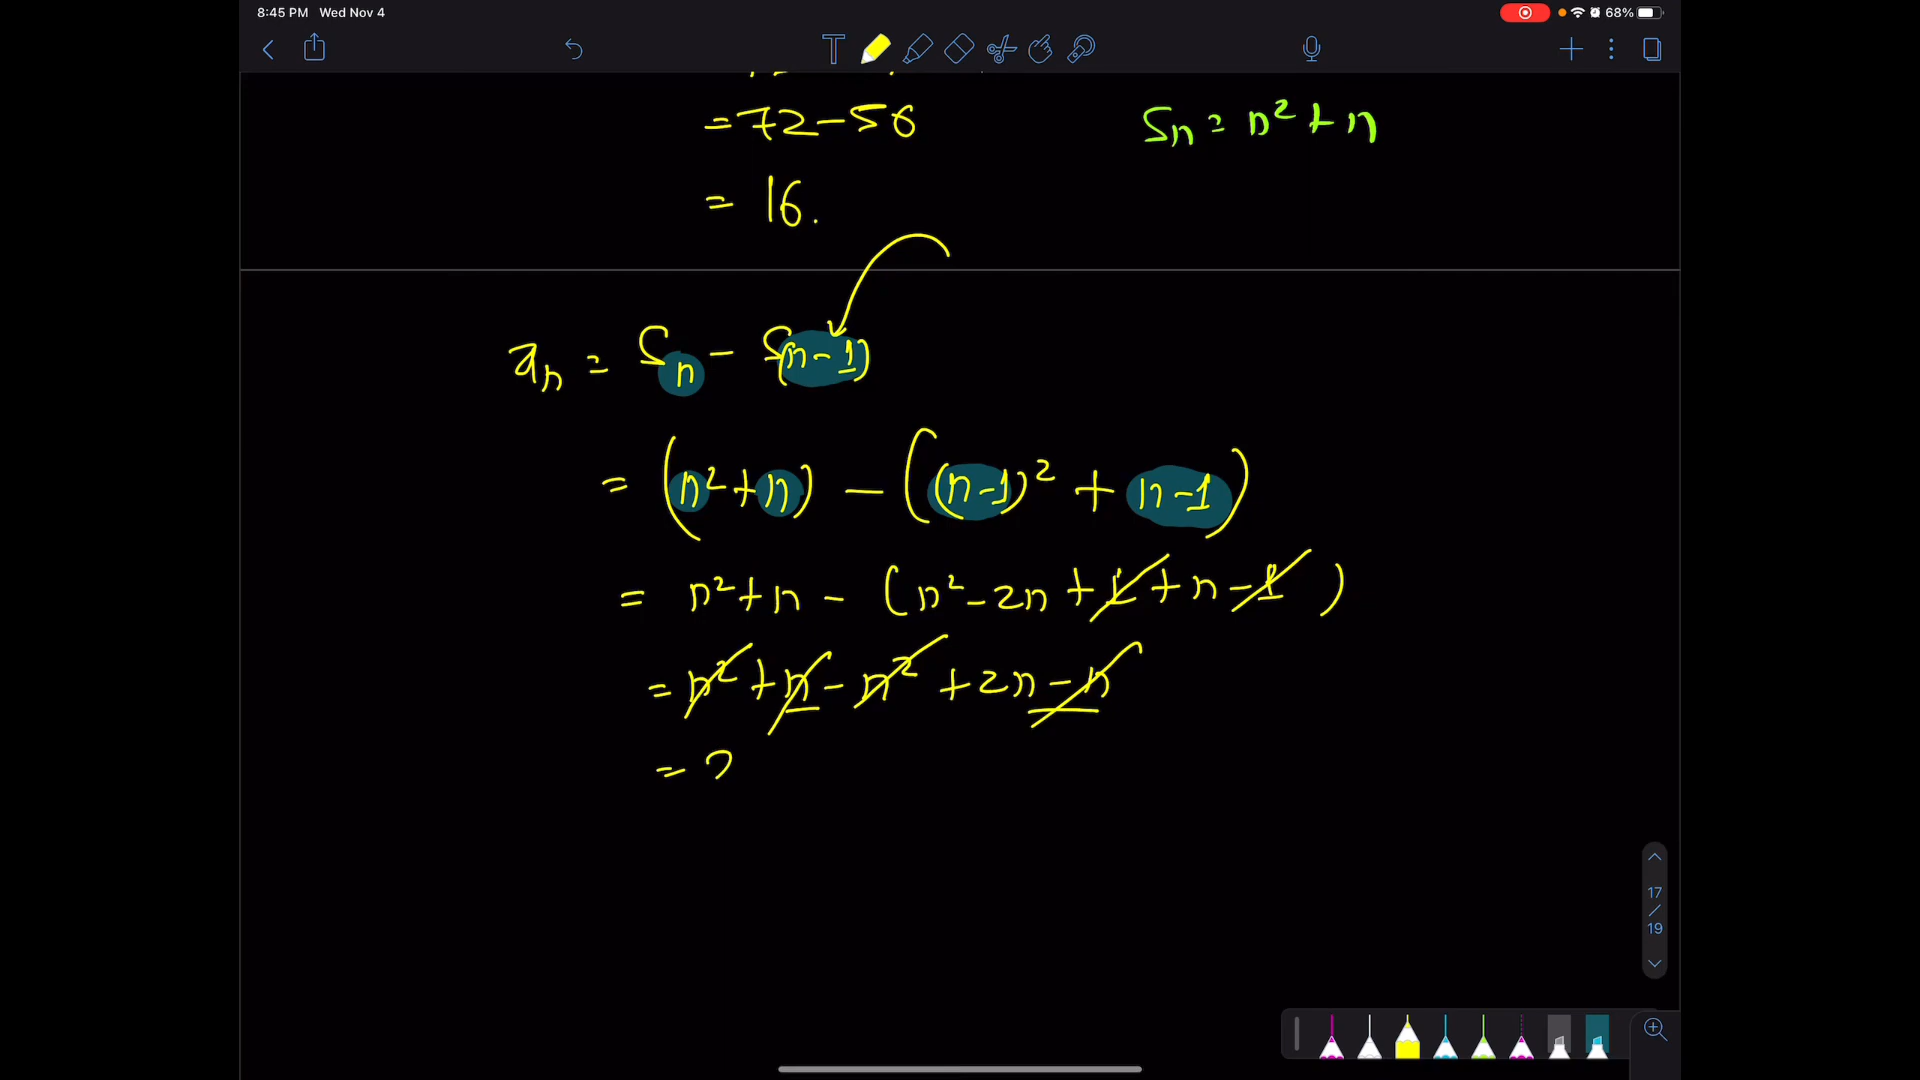 8:45 PM Wed Nov 4
68%
T
= 72 - 56
Sn = n² + n
= 16.
an = Sn - S(n-1)
= (n² + n) - ((n-1)² + n-1)
= n² + n - (n² - 2n + 1 + n - 1)
= n² + n - n² + 2n - n
= 2
17
/
19